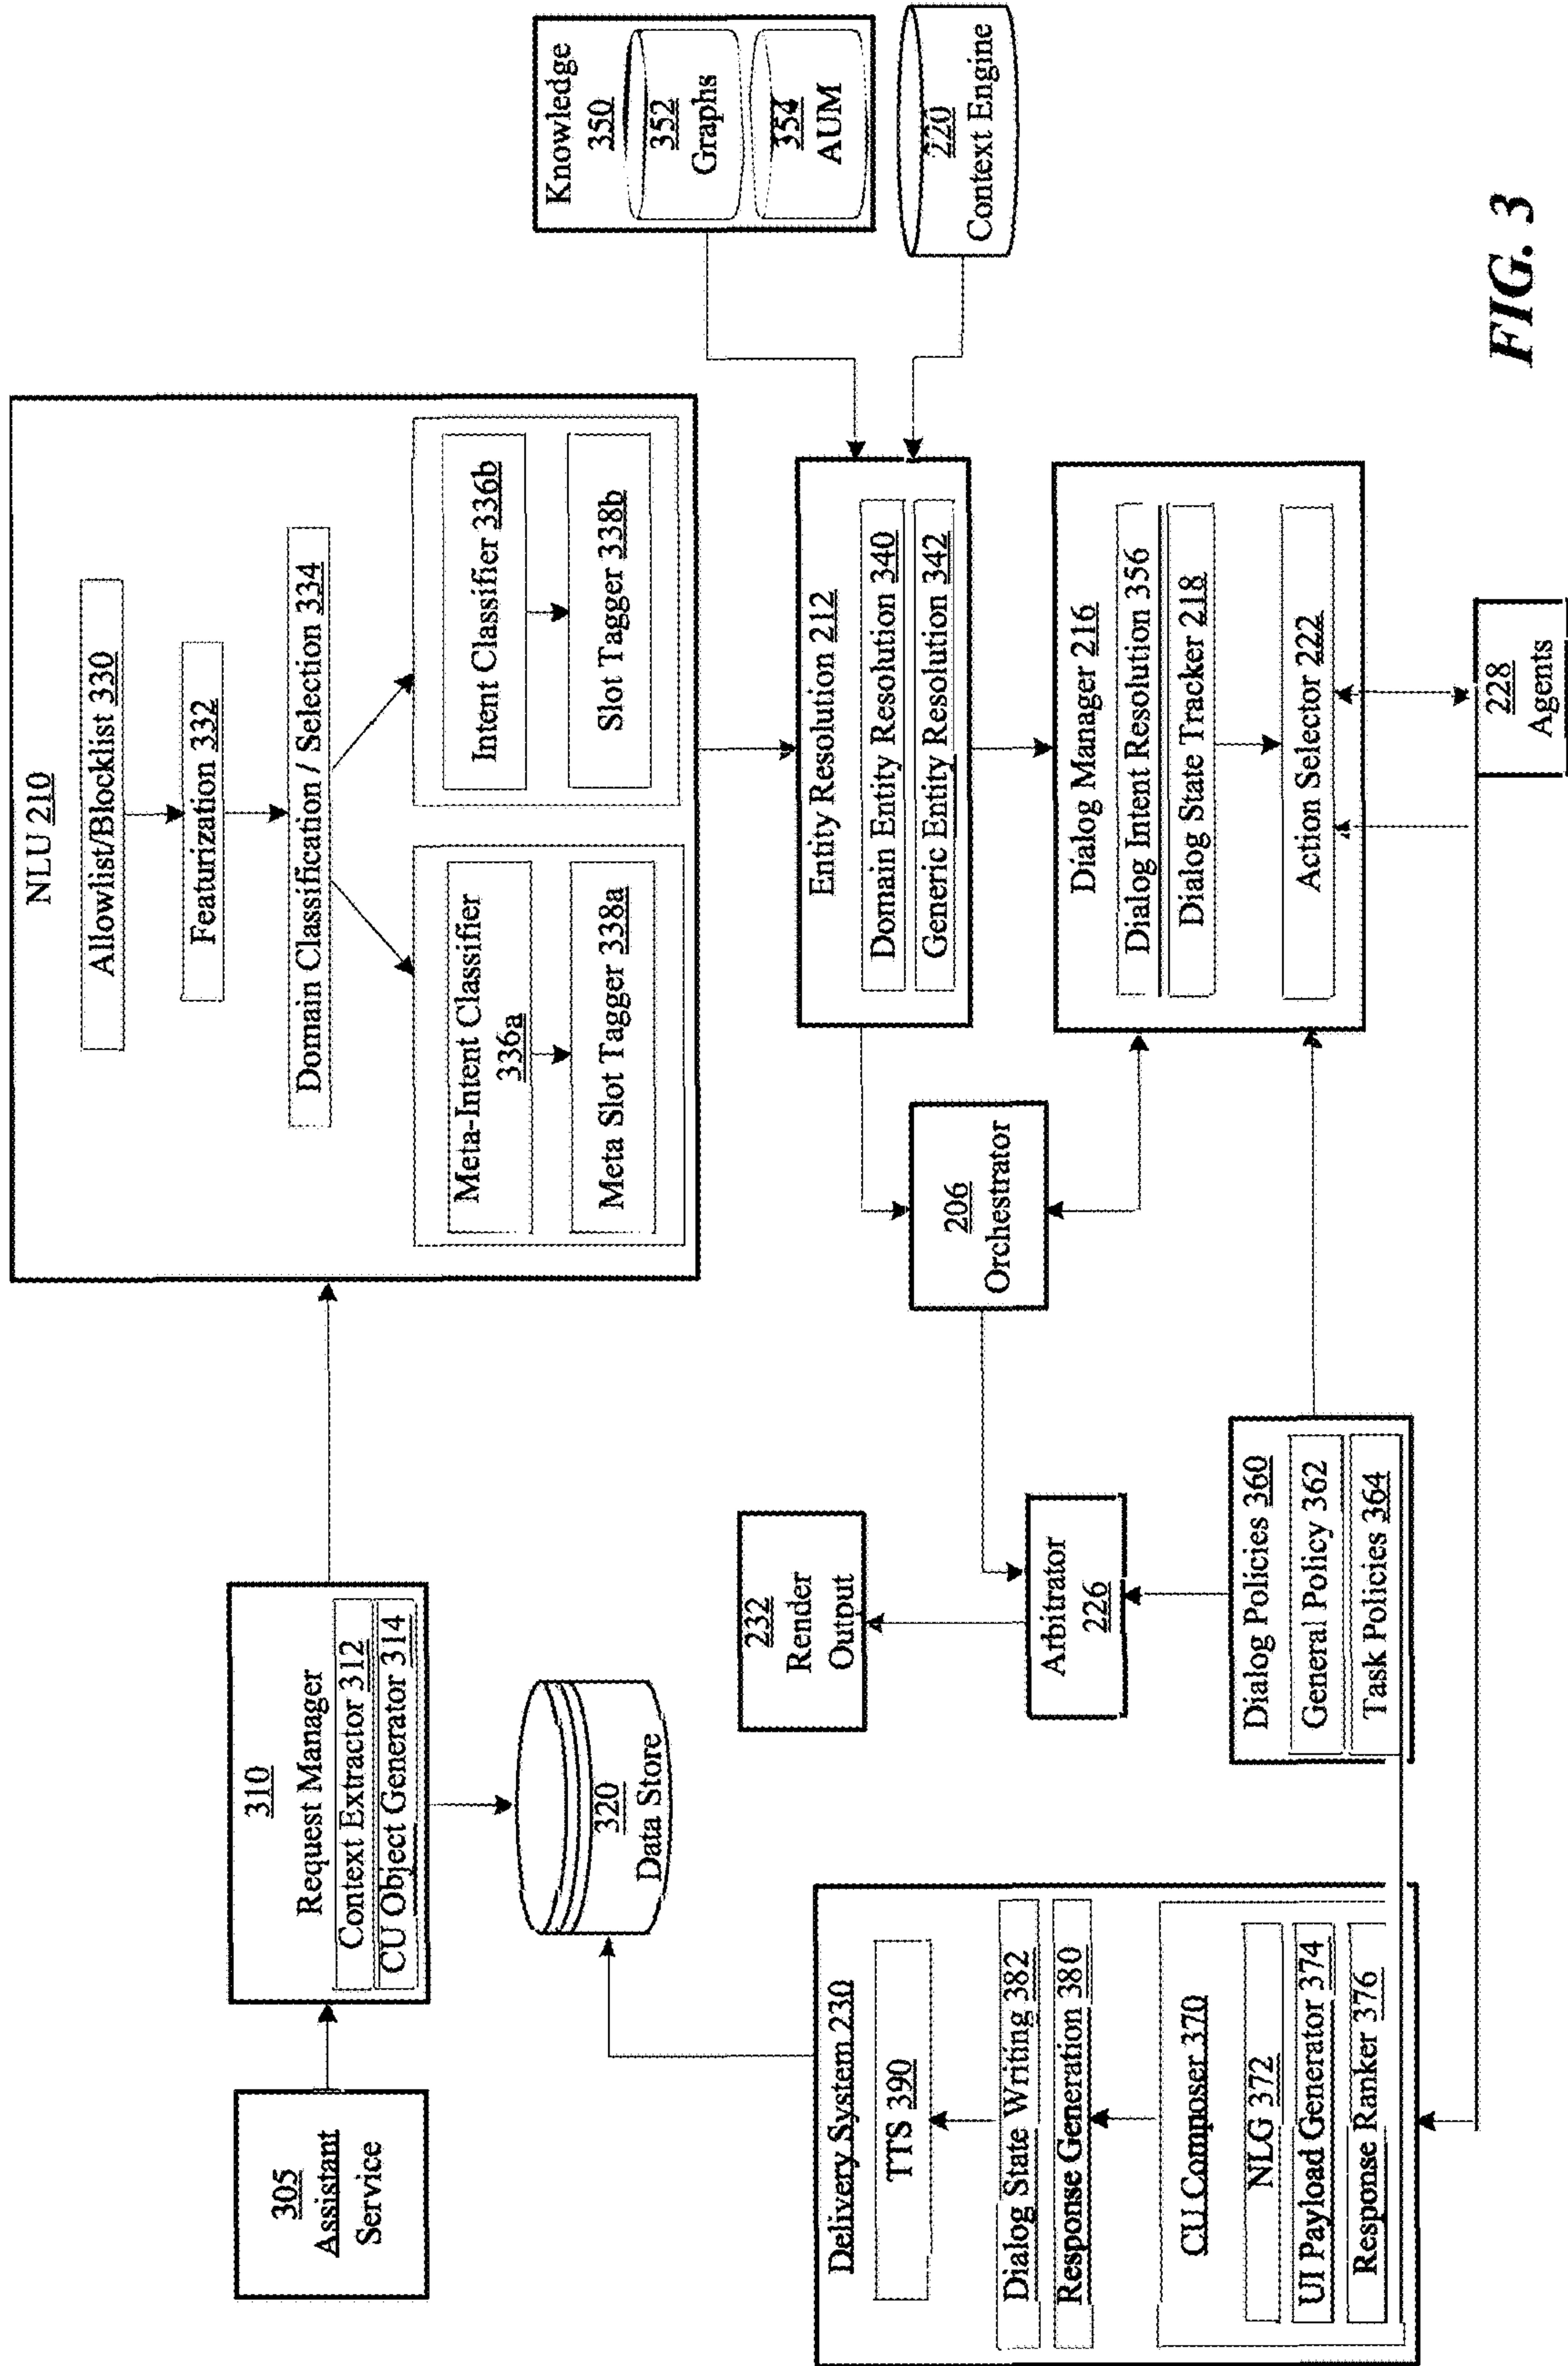 305
Assistant
Service
310
Request Manager
Context Extractor 312
CU Object Generator 314
320
Data Store
NLU 210
Allowlist/Blocklist 330
Featurization 332
Domain Classification / Selection 334
Meta-Intent Classifier
336a
Meta Slot Tagger 338a
Intent Classifier 336b
Slot Tagger 338b
Knowledge
350
352
Graphs
354
AUM
220
Context Engine
Entity Resolution 212
Domain Entity Resolution 340
Generic Entity Resolution 342
206
Orchestrator
232
Render
Output
Arbitrator
226
Dialog Manager 216
Dialog Intent Resolution 356
Dialog State Tracker 218
Action Selector 222
Dialog Policies 360
General Policy 362
Task Policies 364
Delivery System 230
TTS 390
Dialog State Writing 382
Response Generation 380
CU Composer 370
NLG 372
UI Payload Generator 374
Response Ranker 376
228
Agents
FIG. 3